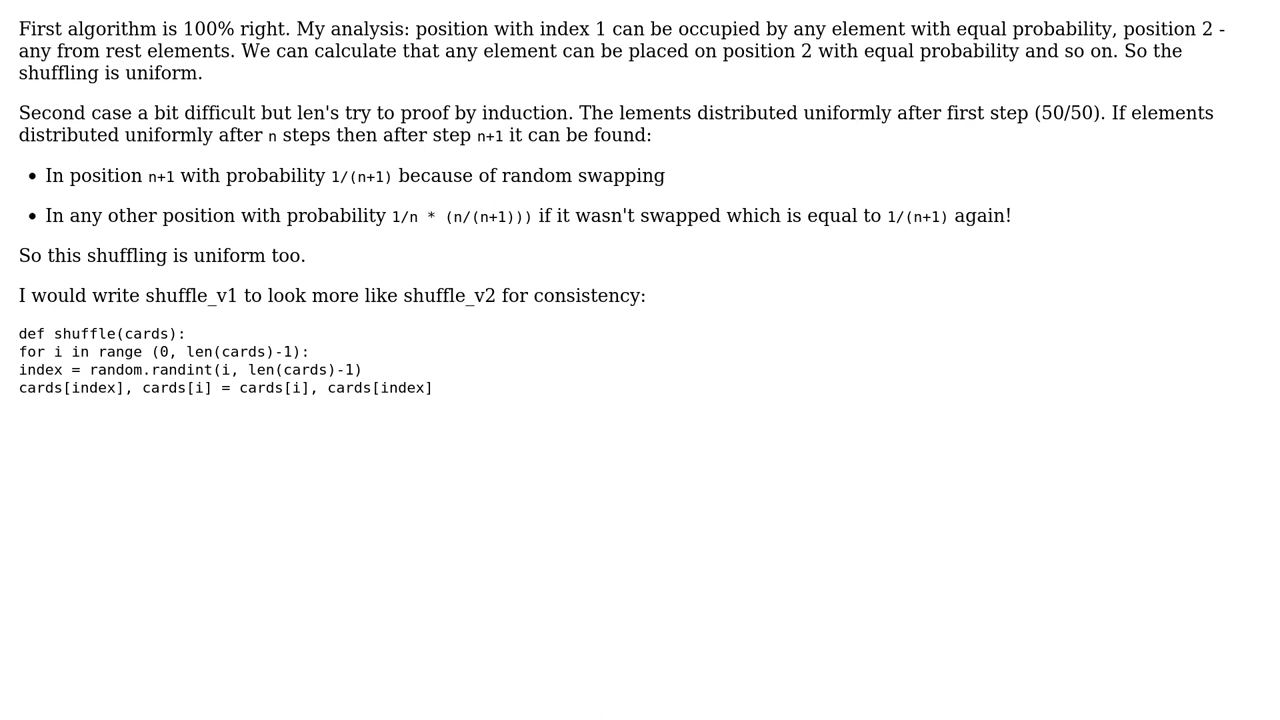 First algorithm is 100% right. My analysis: position with index 1 can be occupied by any element with equal probability, position 2 -
any from rest elements. We can calculate that any element can be placed on position 2 with equal probability and so on. So the
shuffling is uniform.
Second case a bit difficult but len's try to proof by induction. The lements distributed uniformly after first step (50/50). If elements
distributed uniformly after n steps then after step n+1 it can be found:
• In position n+1 with probability 1/(n+1) because of random swapping
• In any other position with probability 1/n * (n/(n+1))) if it wasn't swapped which is equal to 1/(n+1) again!
So this shuffling is uniform too.
I would write shuffle_v1 to look more like shuffle_v2 for consistency:
def shuffle(cards):
for i in range (0, len(cards)-1):
index = random.randint(i, len(cards)-1)
cards[index], cards[i] = cards[i], cards[index]